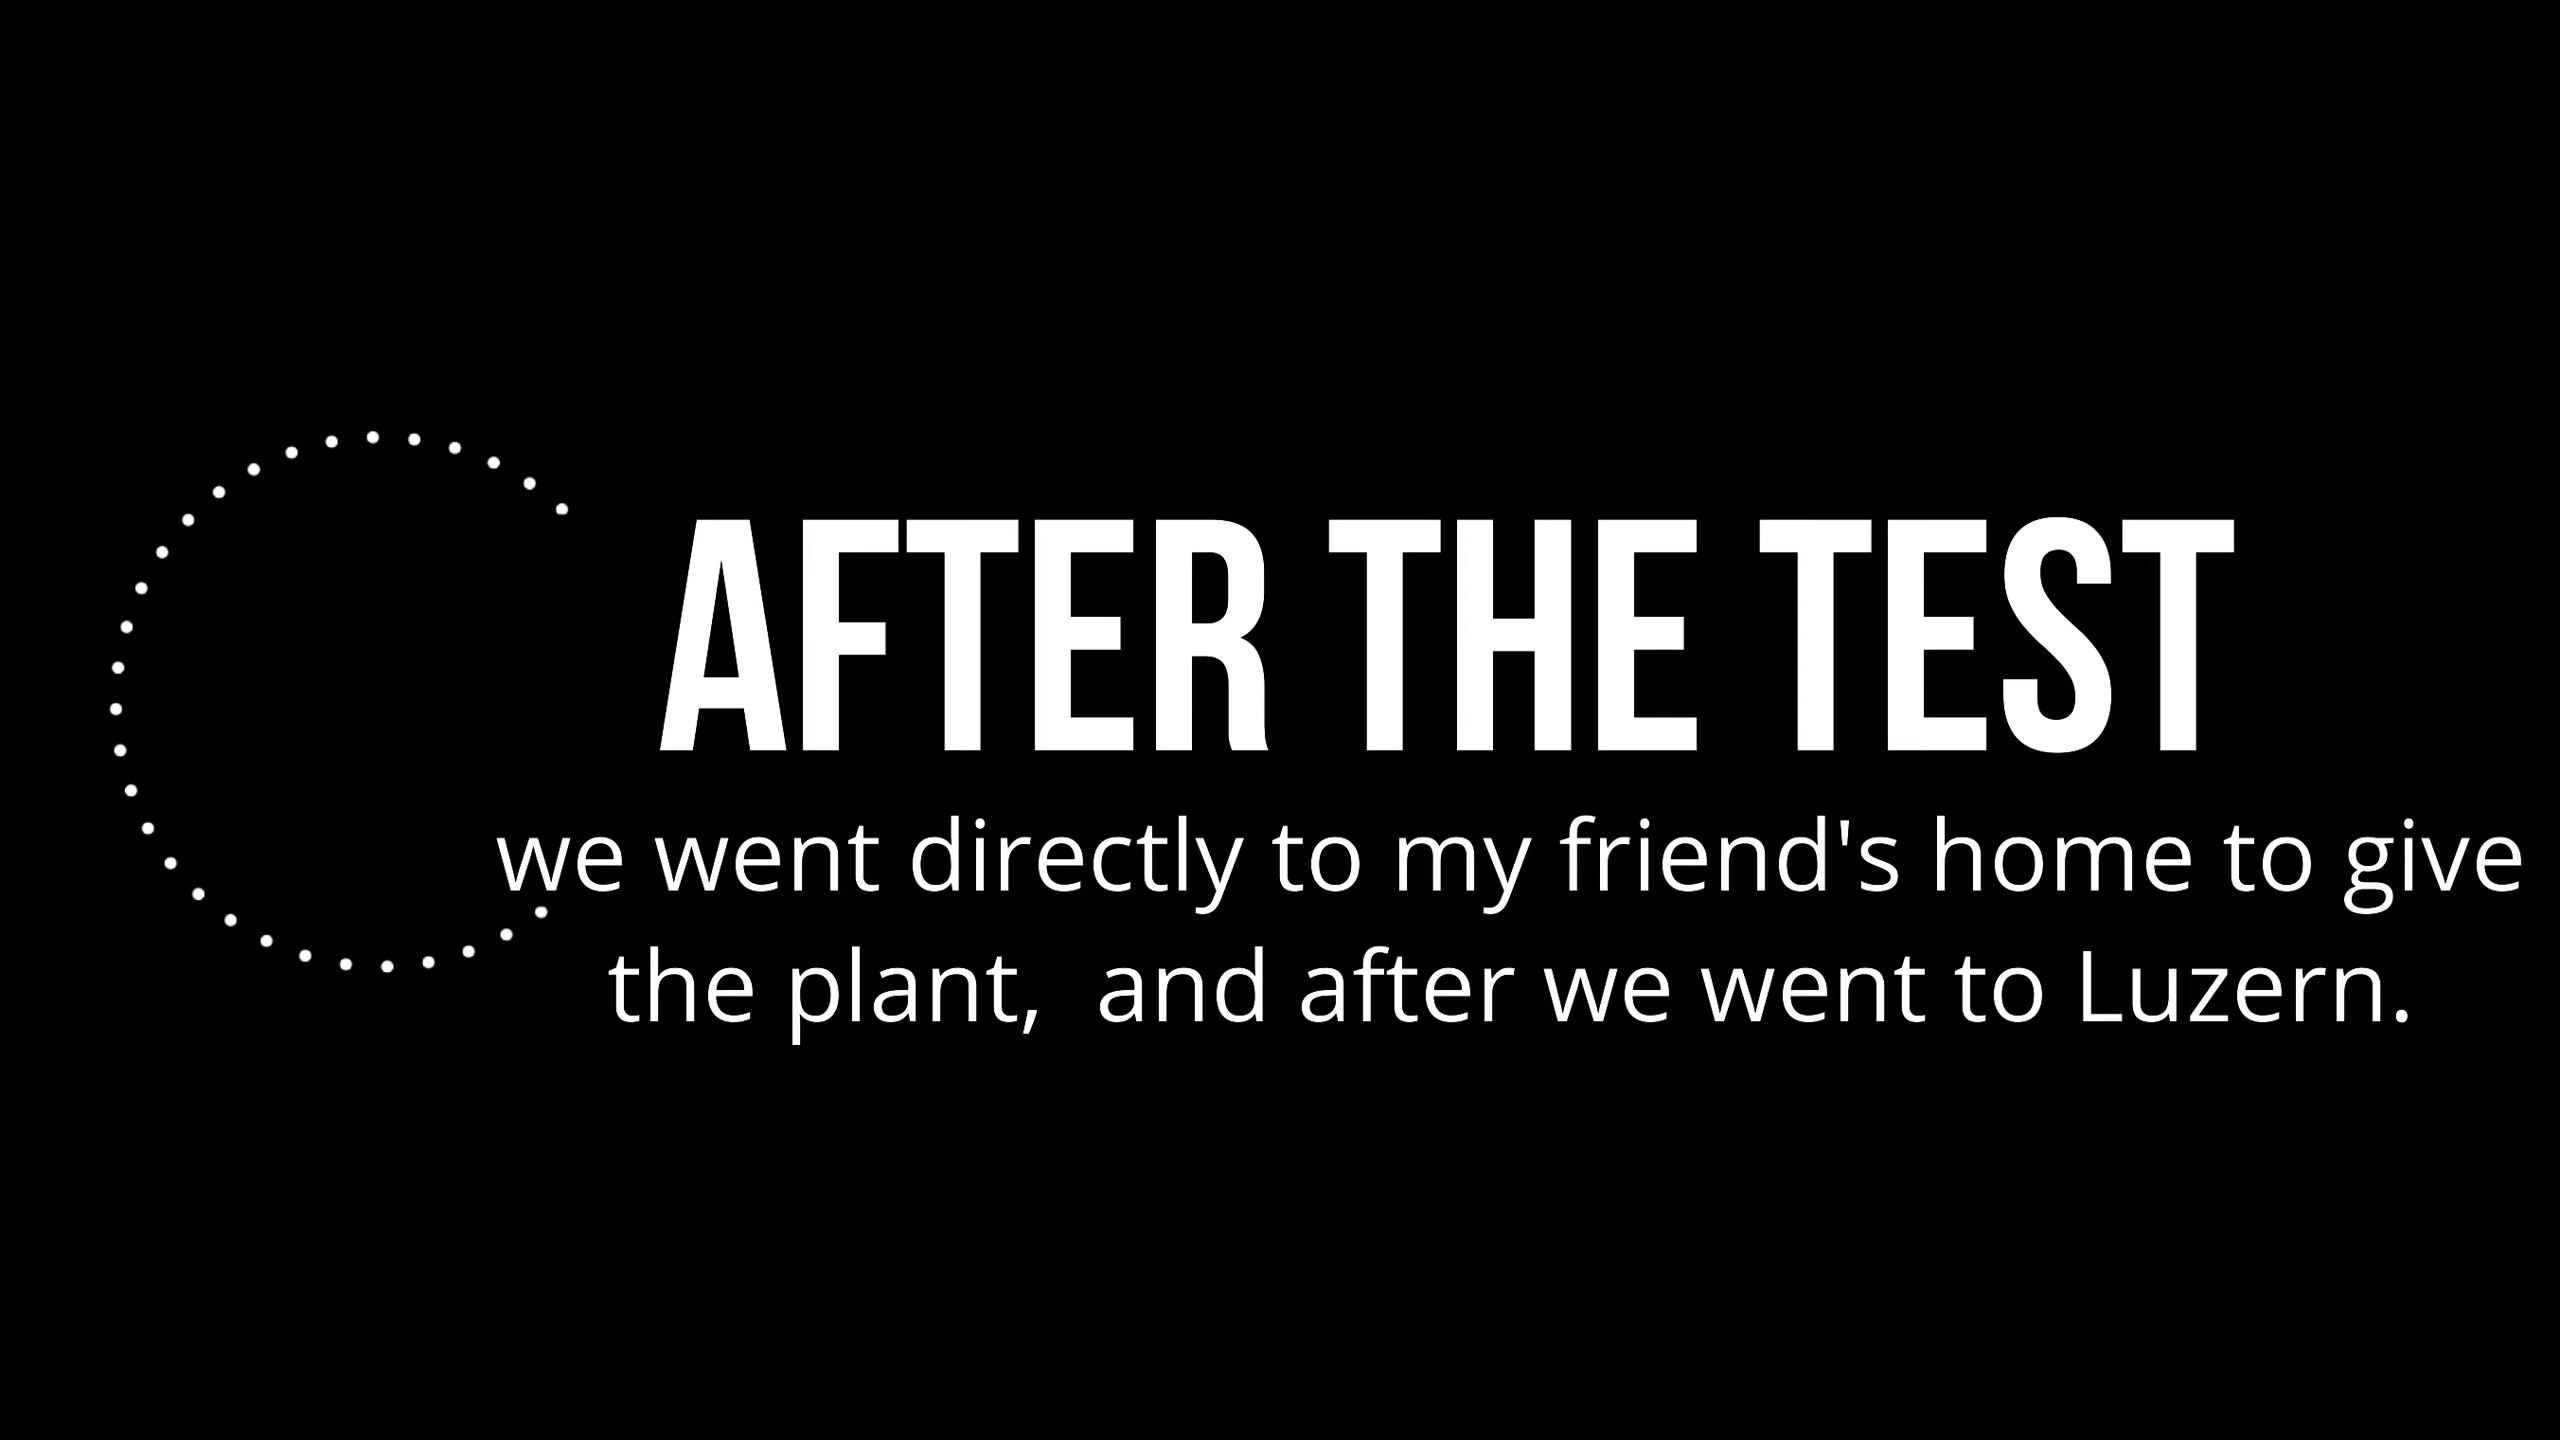 AFTER THE TEST
we went directly to my friend's home to give
the plant,  and after we went to Luzern.